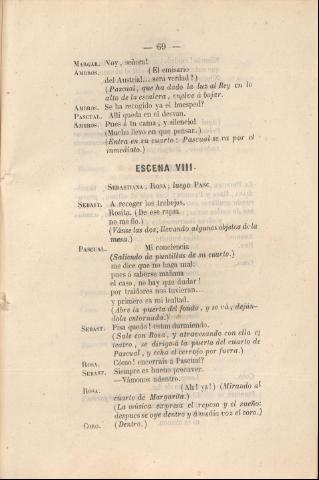 — 69 —
MARGAR. Voy, señora!
AMBROS. (El emisario
del Austria!... será verdad?)
(Pascual, que ha dado la luz al Rey en lo
alto de la escalera, vuelve á bajar.
AMBROS. Se ha recogido ya el huesped?
PASCUAL. Allí queda en el desvan.
AMBROS. Pues á tu cama, y silencio!
(Mucho llevo en que pensar.)
(Entra en su cuarto: Pascual se va por el
inmediato.)
ESCENA VIII.
SEBASTIANA, ROSA, luego PASC
SEBAST. A recoger los trebejos,
Rosita. (De ese rapaz
no me fio.)
(Vánse las dos, llevando algunos objetos de la
mesa.)
PASCUAL. Mi conciencia
(Saliendo de puntillas de su cuarto.)
me dice que no haga mal:
pues á saberse mañana
el caso, no hay que dudar!
por traidores nos tuvieran...
y primero es mi lealtad.
(Abre la puerta del fondo, y se vá, deján-
dola entornada.)
SEBAST. Pisa quedo! estan durmiendo.
(Sale con Rosa, y atravesando con ella el
teatro, se dirige á la puerta del cuarto de
Pascual, y echa el cerrojo por fuera.)
ROSA. Cómo! encerrais á Pascual?
SEBAST. Siempre es bueno precaver.
—Vámonos adentro.
ROSA. (Ah! ya!) (Mirando al
cuarto de Margarita.)
(La música expresa el reposo y el sueño:
despues se oye dentro y á media voz el coro.)
CORO. (Dentro.)